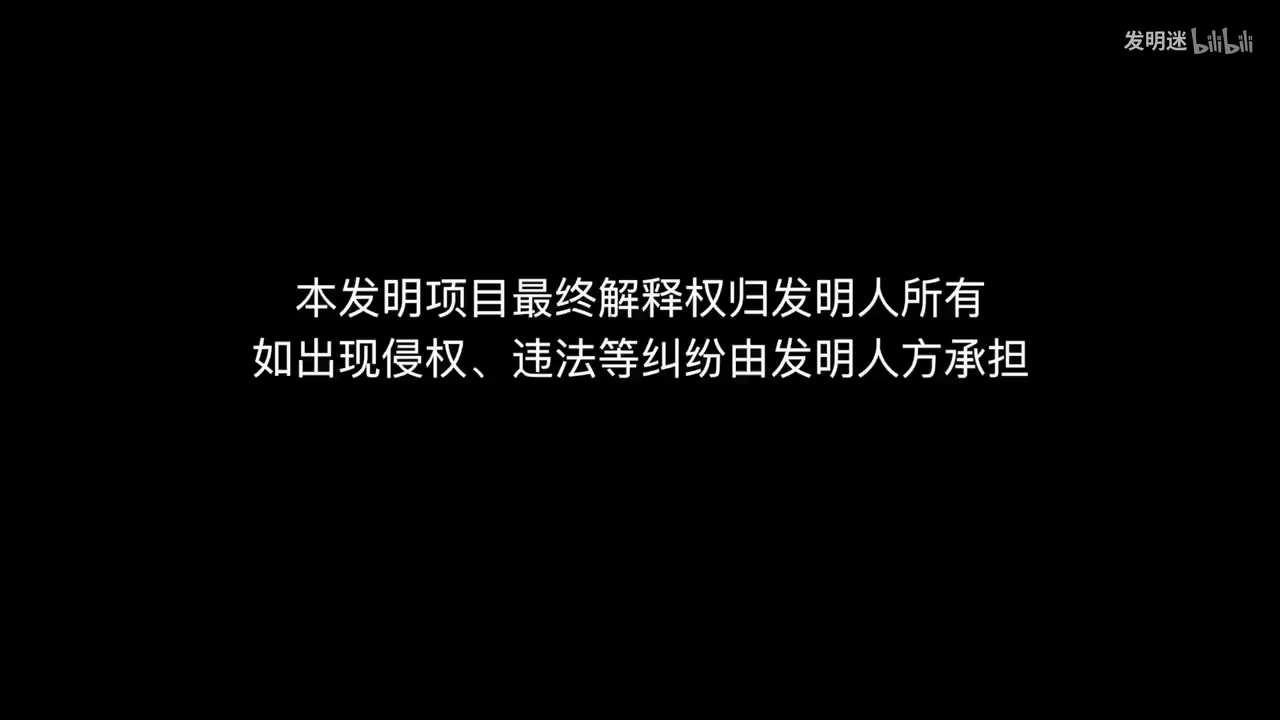 发明迷 bilibili
本发明项目最终解释权归发明人所有
如出现侵权、违法等纠纷由发明人方承担